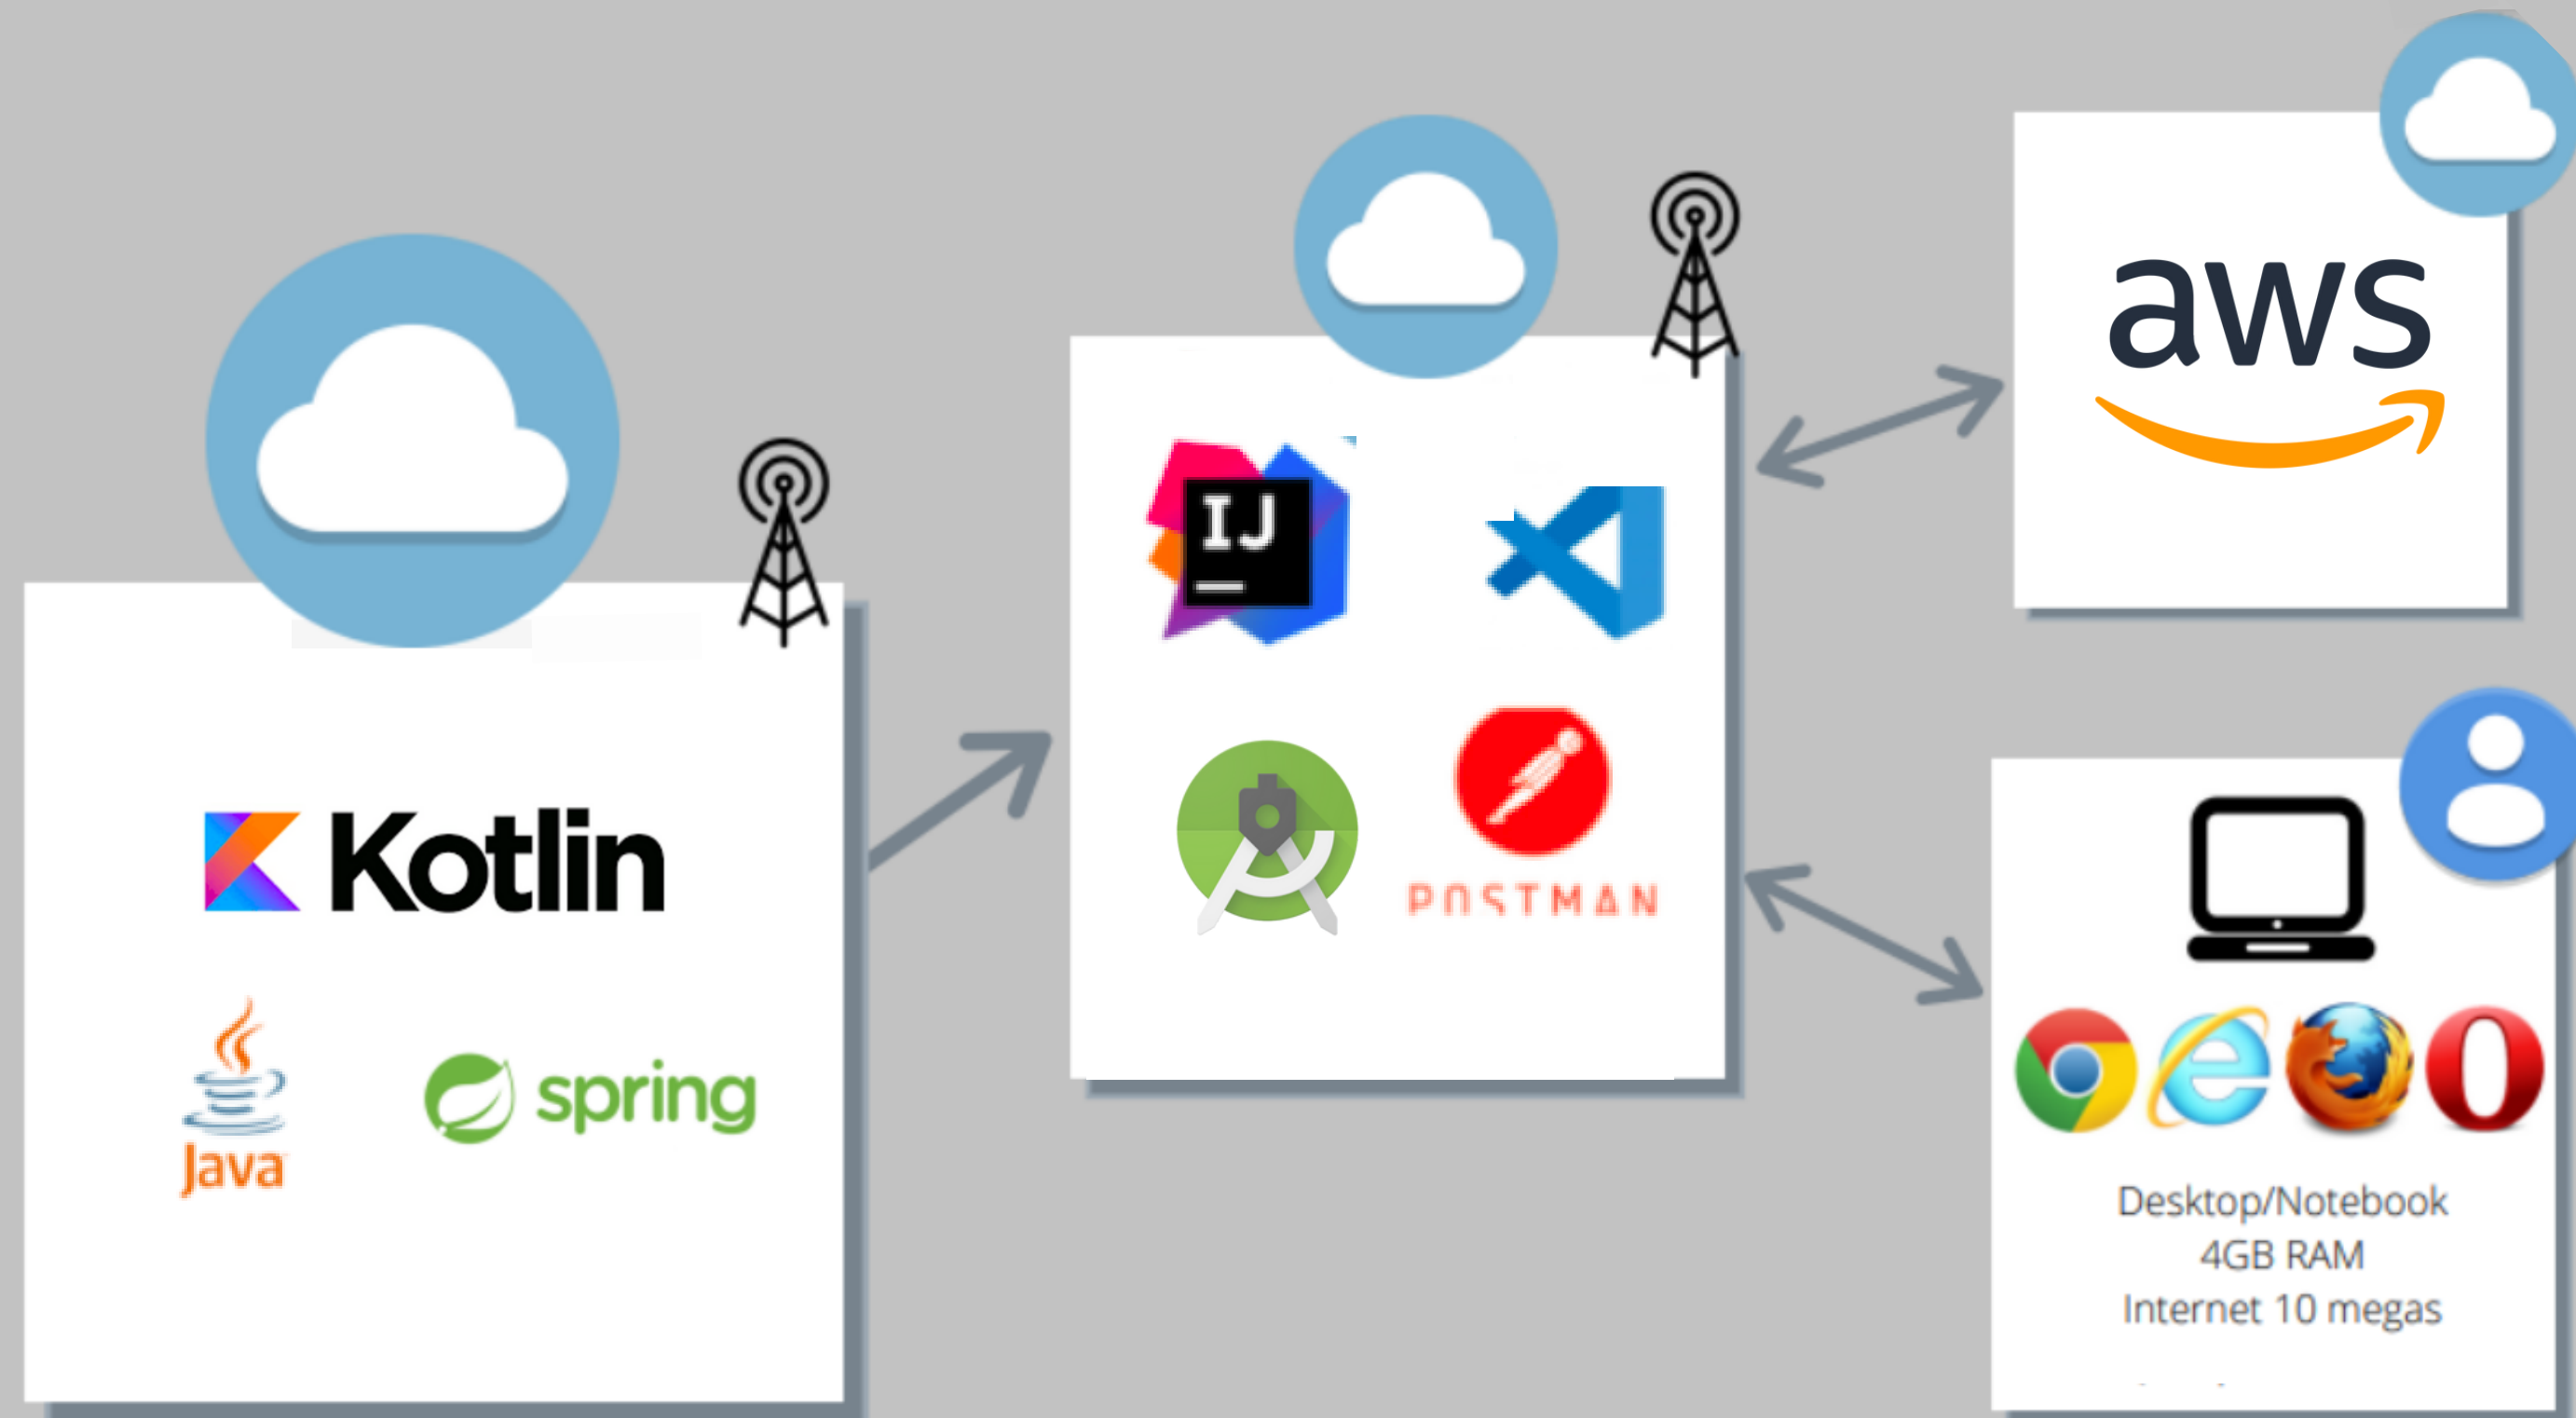 Kotlin
Java
spring
IJ
POSTMAN
aws
Desktop/Notebook
4GB RAM
Internet 10 megas